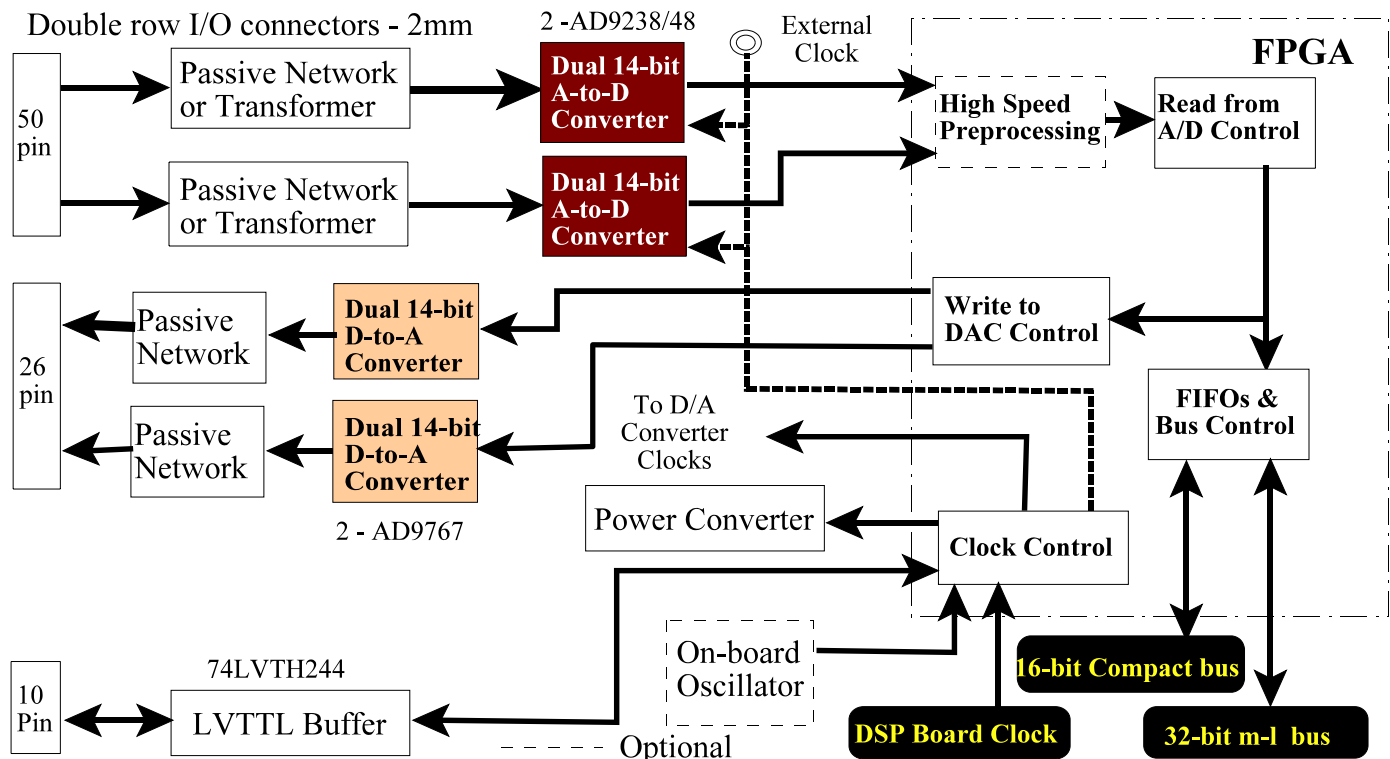 Double row I/O connectors - 2mm
2 -AD9238/48
External
Clock
FPGA
50
pin
Passive Network
or Transformer
Dual 14-bit
A-to-D
Converter
High Speed
Preprocessing
Read from
A/D Control
Passive Network
or Transformer
Dual 14-bit
A-to-D
Converter
26
pin
Passive
Network
Dual 14-bit
D-to-A
Converter
Write to
DAC Control
Passive
Network
Dual 14-bit
D-to-A
Converter
2 - AD9767
To D/A
Converter
Clocks
FIFOs &
Bus Control
Power Converter
Clock Control
10
Pin
74LVTH244
LVTTL Buffer
On-board
Oscillator
Optional
DSP Board Clock
16-bit Compact bus
32-bit m-l bus